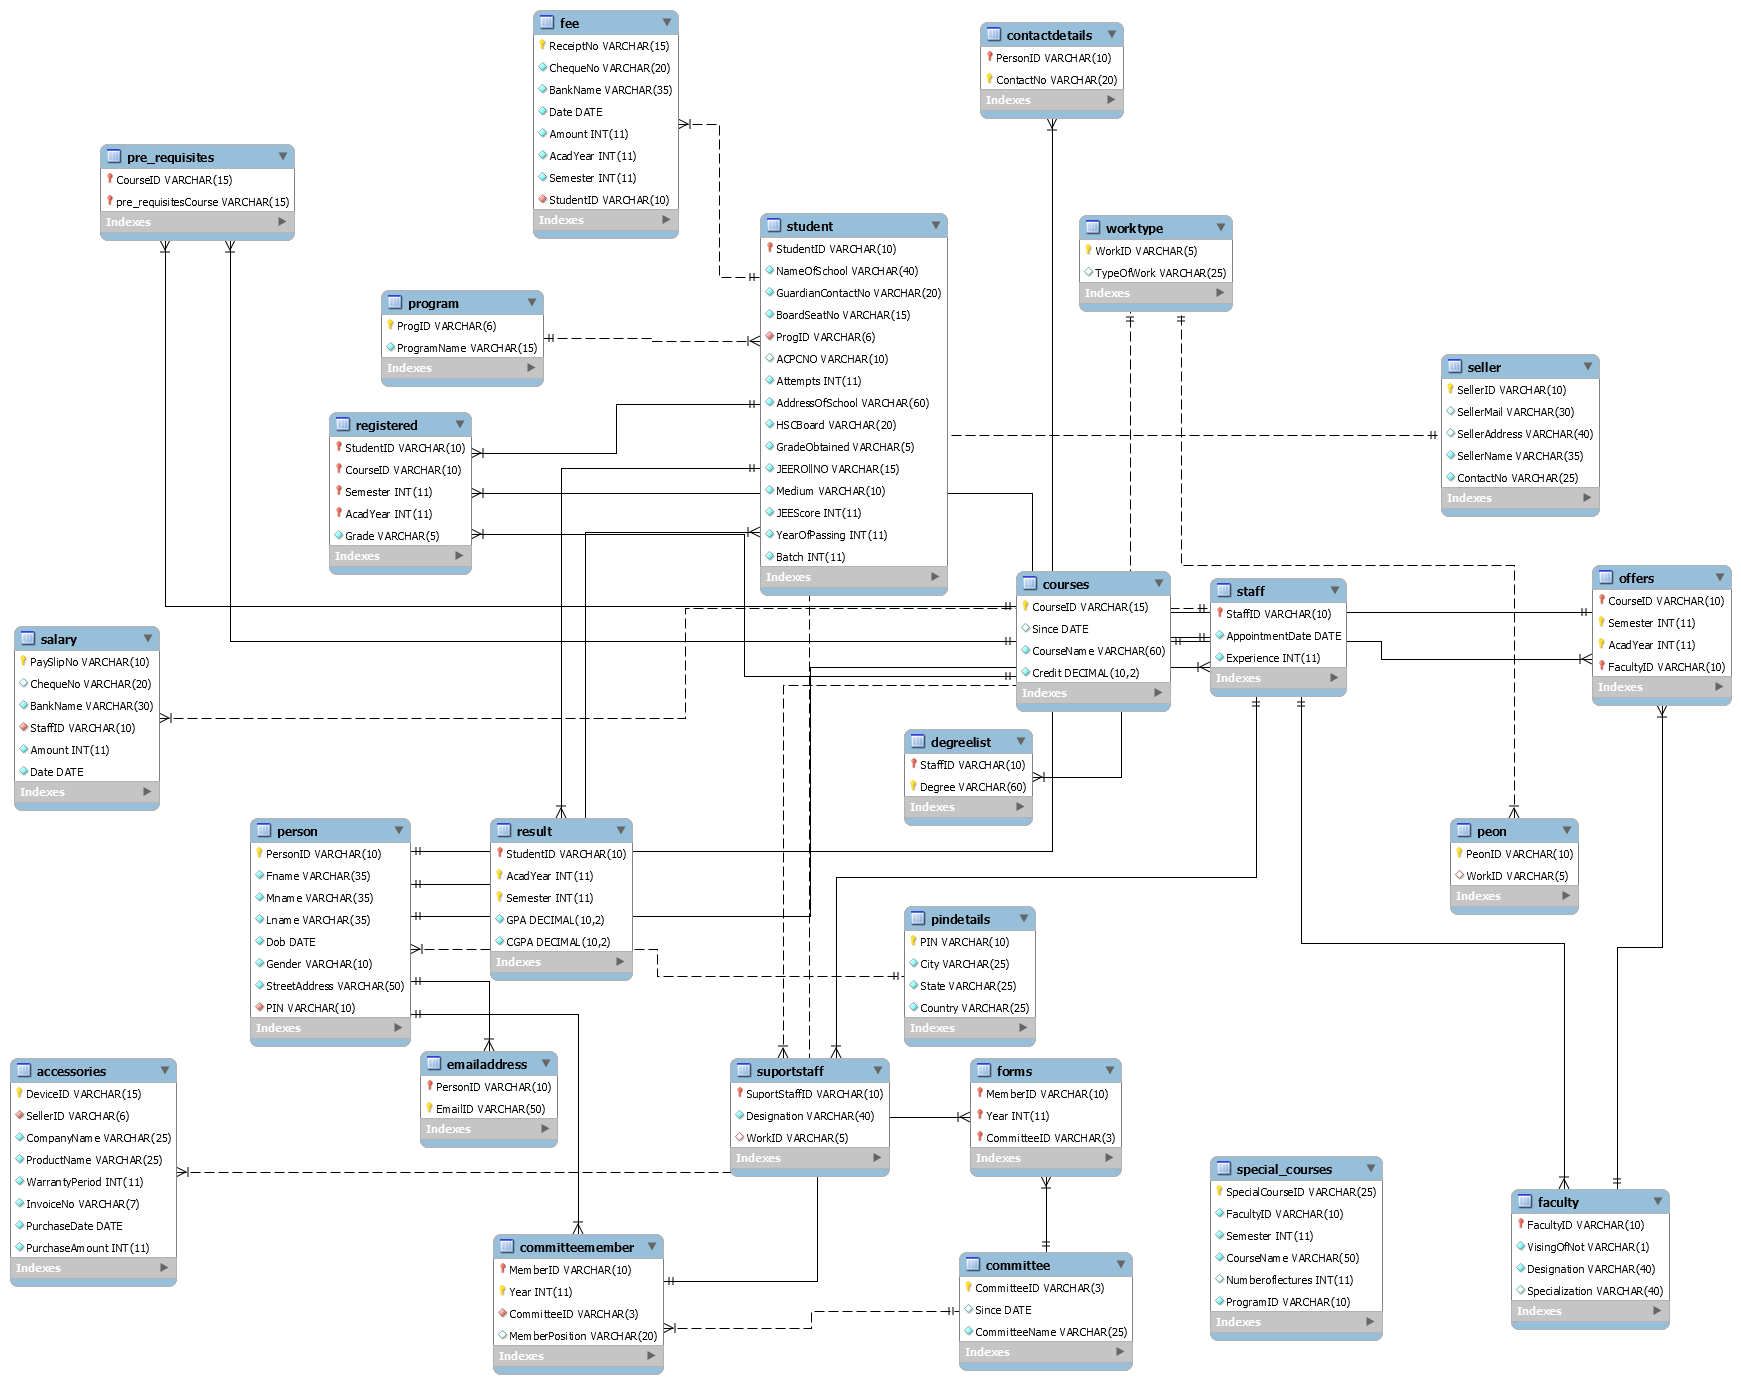 fee
ReceiptNo VARCHAR(15)
ChequeNo VARCHAR(20)
BankName VARCHAR(35)
Date DATE
Amount INT(11)
AcadYear INT(11)
Semester INT(11)
StudentID VARCHAR(10)
Indexes
contactdetails
PersonID VARCHAR(10)
ContactNo VARCHAR(20)
Indexes
pre_requisites
CourseID VARCHAR(15)
pre_requisitesCourse VARCHAR(15)
Indexes
student
StudentID VARCHAR(10)
NameOfSchool VARCHAR(40)
GuardianContactNo VARCHAR(20)
BoardSeatNo VARCHAR(15)
ProgID VARCHAR(6)
ACPCNO VARCHAR(10)
Attempts INT(11)
AddressOfSchool VARCHAR(60)
HSCBoard VARCHAR(20)
GradeObtained VARCHAR(5)
JEEROllNO VARCHAR(15)
Medium VARCHAR(10)
JEEScore INT(11)
YearOfPassing INT(11)
Batch INT(11)
Indexes
worktype
WorkID VARCHAR(5)
TypeOfWork VARCHAR(25)
Indexes
program
ProgID VARCHAR(6)
ProgramName VARCHAR(15)
Indexes
seller
SellerID VARCHAR(10)
SellerMail VARCHAR(30)
SellerAddress VARCHAR(40)
SellerName VARCHAR(35)
ContactNo VARCHAR(25)
Indexes
registered
StudentID VARCHAR(10)
CourseID VARCHAR(10)
Semester INT(11)
AcadYear INT(11)
Grade VARCHAR(5)
Indexes
courses
CourseID VARCHAR(15)
Since DATE
CourseName VARCHAR(60)
Credit DECIMAL(10,2)
Indexes
staff
StaffID VARCHAR(10)
AppointmentDate DATE
Experience INT(11)
Indexes
offers
CourseID VARCHAR(10)
Semester INT(11)
AcadYear INT(11)
FacultyID VARCHAR(10)
Indexes
salary
PaySlipNo VARCHAR(10)
ChequeNo VARCHAR(20)
BankName VARCHAR(30)
StaffID VARCHAR(10)
Amount INT(11)
Date DATE
Indexes
degreelist
StaffID VARCHAR(10)
Degree VARCHAR(60)
Indexes
person
PersonID VARCHAR(10)
Fname VARCHAR(35)
Mname VARCHAR(35)
Lname VARCHAR(35)
Dob DATE
Gender VARCHAR(10)
StreetAddress VARCHAR(50)
PIN VARCHAR(10)
Indexes
result
StudentID VARCHAR(10)
AcadYear INT(11)
Semester INT(11)
GPA DECIMAL(10,2)
CGPA DECIMAL(10,2)
Indexes
peon
PeonID VARCHAR(10)
WorkID VARCHAR(5)
Indexes
pindetails
PIN VARCHAR(10)
City VARCHAR(25)
State VARCHAR(25)
Country VARCHAR(25)
Indexes
accessories
DeviceID VARCHAR(15)
SellerID VARCHAR(6)
CompanyName VARCHAR(25)
ProductName VARCHAR(25)
WarrantyPeriod INT(11)
InvoiceNo VARCHAR(7)
PurchaseDate DATE
PurchaseAmount INT(11)
Indexes
emailaddress
PersonID VARCHAR(10)
EmailID VARCHAR(50)
Indexes
suportstaff
SuportStaffID VARCHAR(10)
Designation VARCHAR(40)
WorkID VARCHAR(5)
Indexes
forms
MemberID VARCHAR(10)
Year INT(11)
CommitteeID VARCHAR(3)
Indexes
special_courses
SpecialCourseID VARCHAR(25)
FacultyID VARCHAR(10)
Semester INT(11)
CourseName VARCHAR(50)
Numberoflectures INT(11)
ProgramID VARCHAR(10)
Indexes
faculty
FacultyID VARCHAR(10)
VisingOfNot VARCHAR(1)
Designation VARCHAR(40)
Specialization VARCHAR(40)
Indexes
committeemember
MemberID VARCHAR(10)
Year INT(11)
CommitteeID VARCHAR(3)
MemberPosition VARCHAR(20)
Indexes
committee
CommitteeID VARCHAR(3)
Since DATE
CommitteeName VARCHAR(25)
Indexes